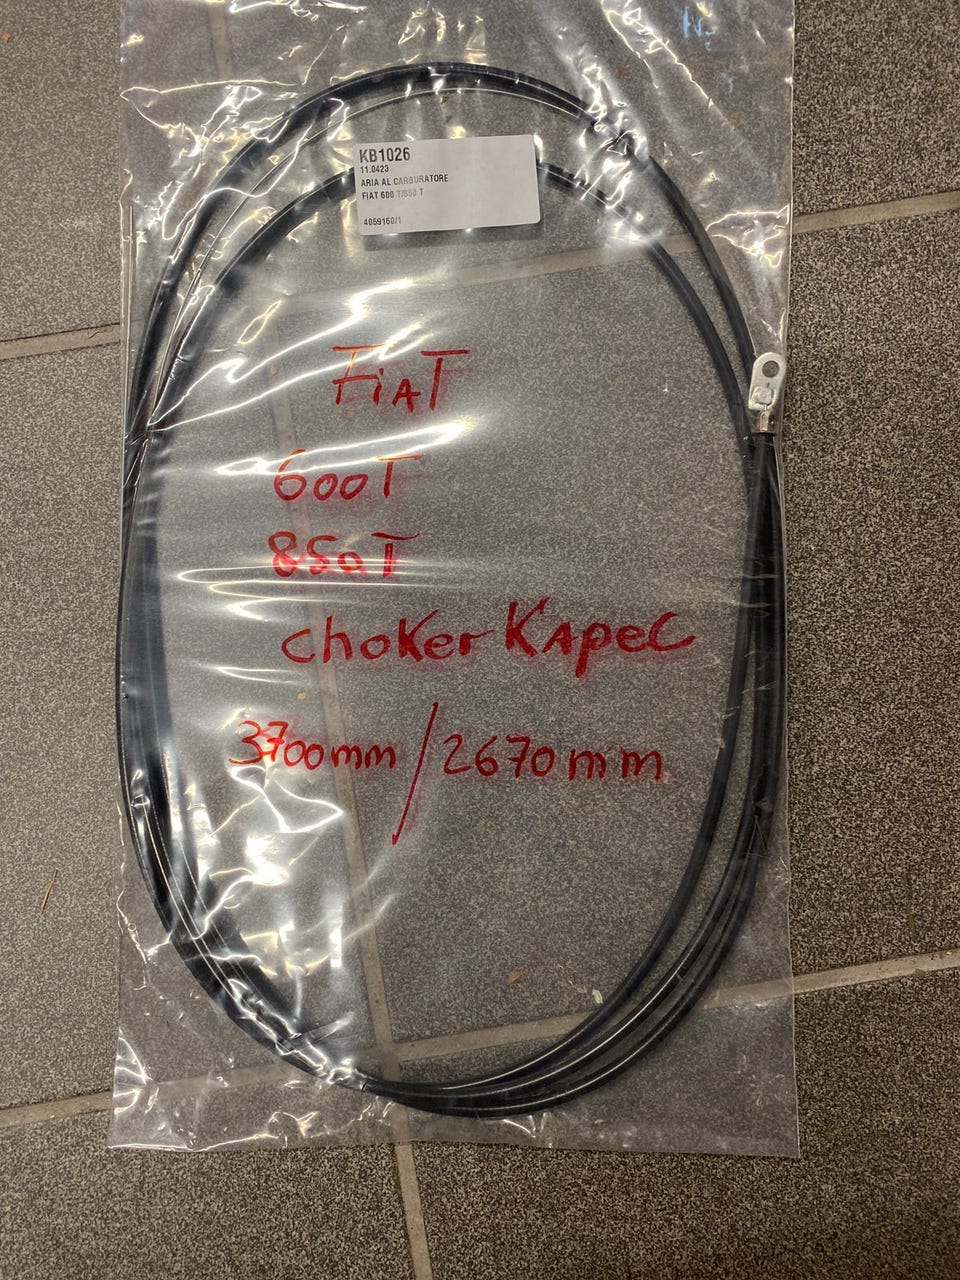 KB1026
11.0423
ARIA AL CARBURATORE
FIAT 600 T/850 T
4059160/1
FiAT
600T
850T
choKer KApeC
3700mm / 2670mm